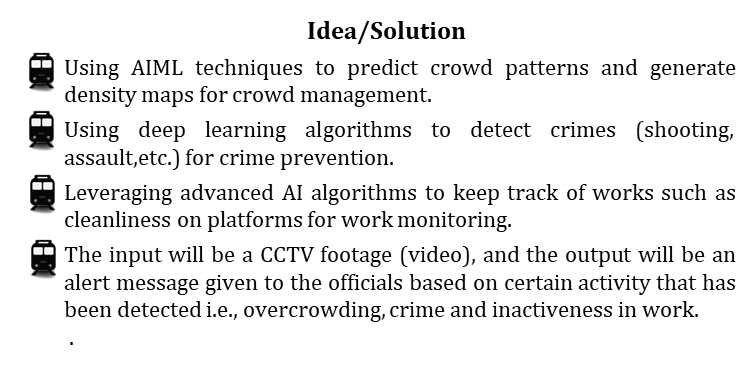 Idea/Solution
Using AIML techniques to predict crowd patterns and generate
density maps for crowd management.
Using deep learning algorithms to detect crimes (shooting,
assault,etc.) for crime prevention.
Leveraging advanced AI algorithms to keep track of works such as
cleanliness on platforms for work monitoring.
The input will be a CCTV footage (video), and the output will be an
alert message given to the officials based on certain activity that has
been detected i.e., overcrowding, crime and inactiveness in work.
.